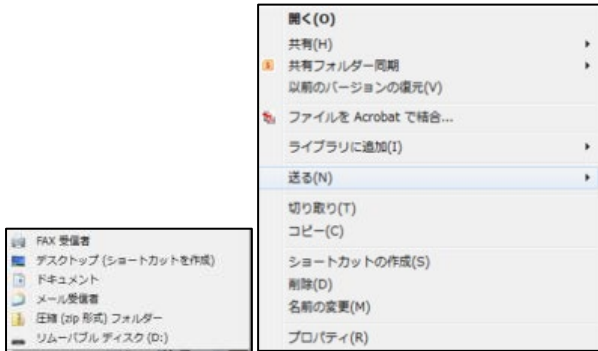 開く(O)
共有(H)
共有フォルダー同期
以前のバージョンの復元(V)
ファイルを Acrobat で結合...
ライブラリに追加(I)
送る(N)
切り取り(T)
コピー(C)
ショートカットの作成(S)
削除(D)
名前の変更(M)
プロパティ(R)
FAX 受信者
デスクトップ (ショートカットを作成)
ドキュメント
メール受信者
圧縮 (zip 形式) フォルダー
リムーバブル ディスク (D:)